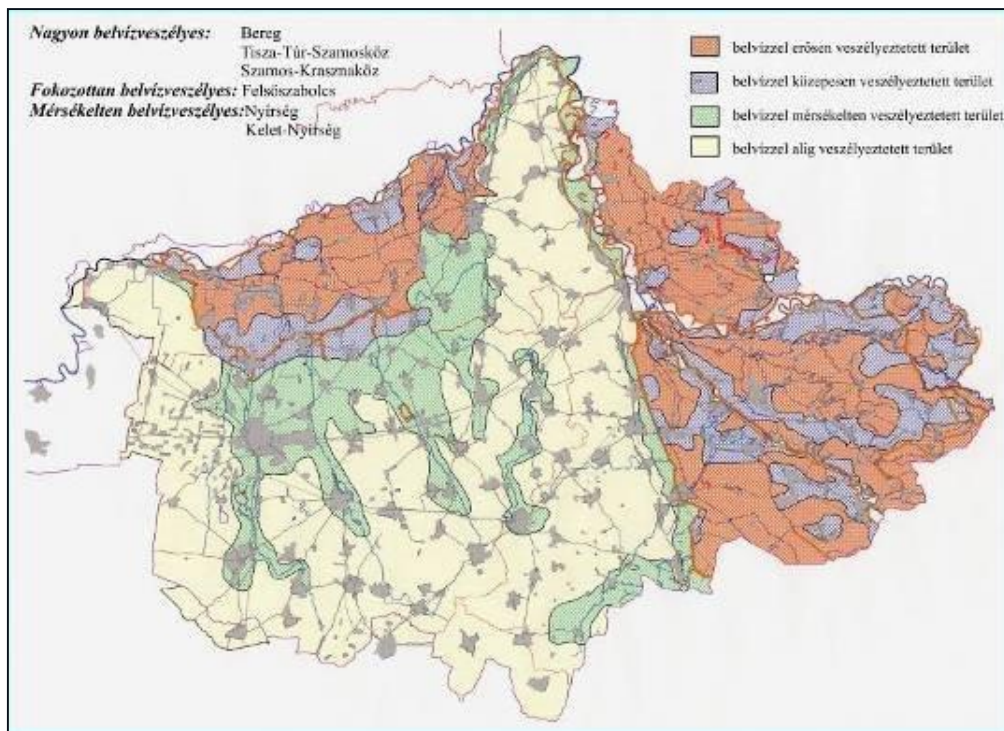 Nagyon belvízveszélyes: Bereg
Tisza-Túr-Szamosköz
Szamos-Krasznaköz
Fokozottan belvízveszélyes: Felsőszabolcs
Mérsékelten belvízveszélyes: Nyírség
Kelet-Nyírség
belvízzel erősen veszélyeztetett terület
belvízzel közepesen veszélyeztetett terület
belvízzel mérsékelten veszélyeztetett terület
belvízzel alig veszélyeztetett terület